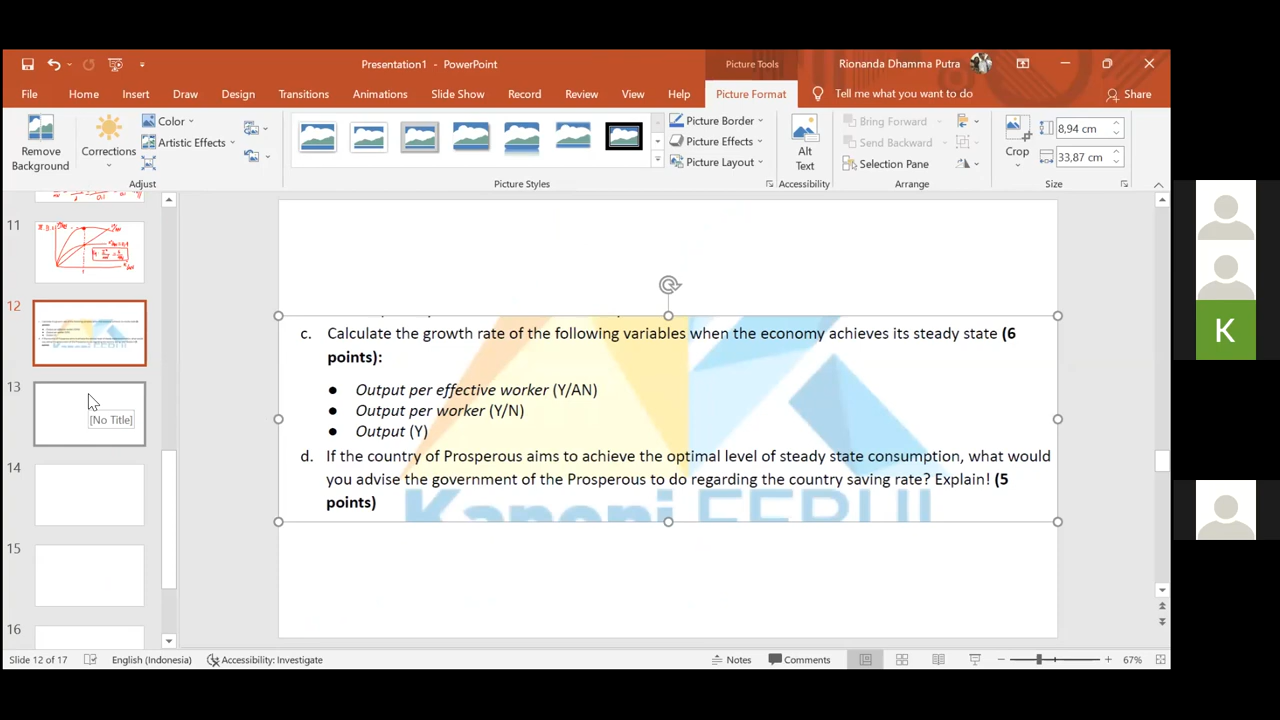 Presentation1 - PowerPoint
Picture Tools
Rionanda Dhamma Putra
File
Home
Insert
Draw
Design
Transitions
Animations
Slide Show
Record
Review
View
Help
Picture Format
Tell me what you want to do
Share
Remove
Background
Corrections
Color
Artistic Effects
Adjust
Picture Styles
Picture Border
Picture Effects
Picture Layout
Alt
Text
Accessibility
Bring Forward
Send Backward
Selection Pane
Arrange
Crop
8,94 cm
33,87 cm
Size
11
12
13
[No Title]
14
15
16
c. Calculate the growth rate of the following variables when the economy achieves its steady state (6
points):
● Output per effective worker (Y/AN)
● Output per worker (Y/N)
● Output (Y)
d. If the country of Prosperous aims to achieve the optimal level of steady state consumption, what would
you advise the government of the Prosperous to do regarding the country saving rate? Explain! (5
points)
K
Slide 12 of 17
English (Indonesia)
Accessibility: Investigate
Notes
Comments
67%